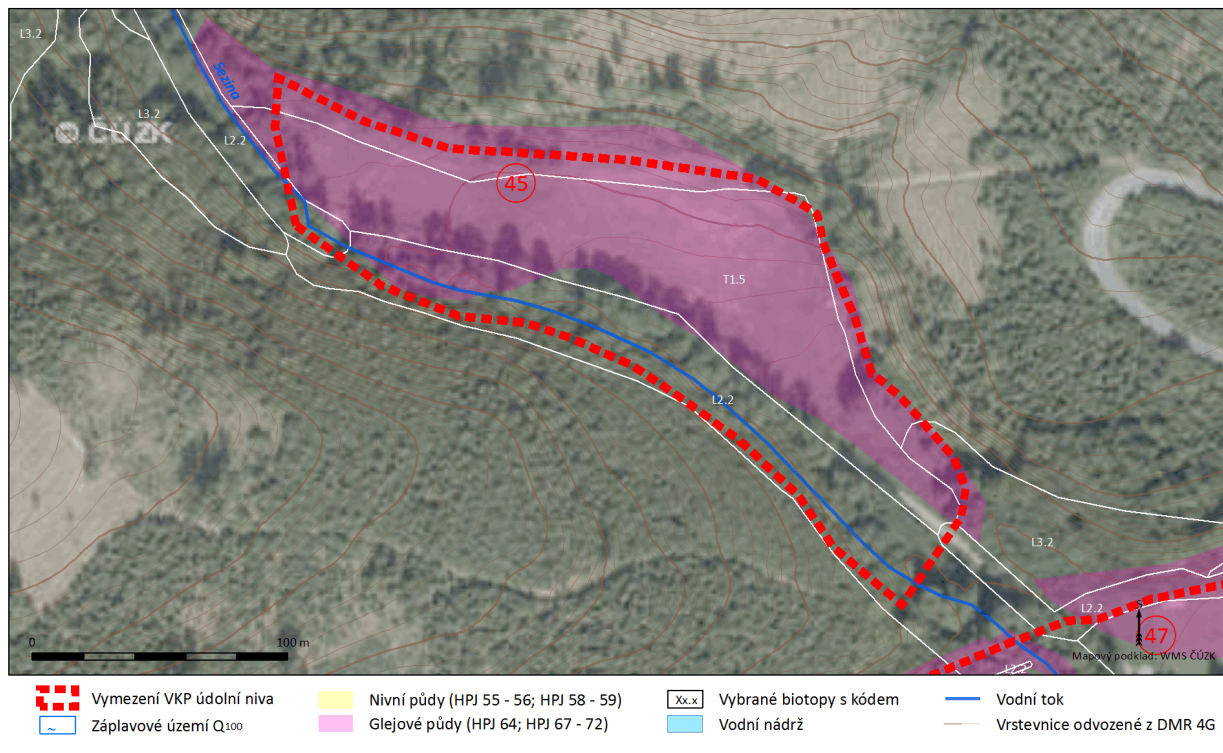 L3.2
L3.2
Sezina
© ČÚZK
L2.2
45
T1.5
L2.2
L3.2
L2.2
S
47
Mapový podklad: WMS ČÚZK
0 100 m
Vymezení VKP údolní niva
Záplavové území Q100
Nivní půdy (HPJ 55 - 56; HPJ 58 - 59)
Glejové půdy (HPJ 64; HPJ 67 - 72)
Xx.x Vybrané biotopy s kódem
Vodní nádrž
Vodní tok
Vrstevnice odvozené z DMR 4G